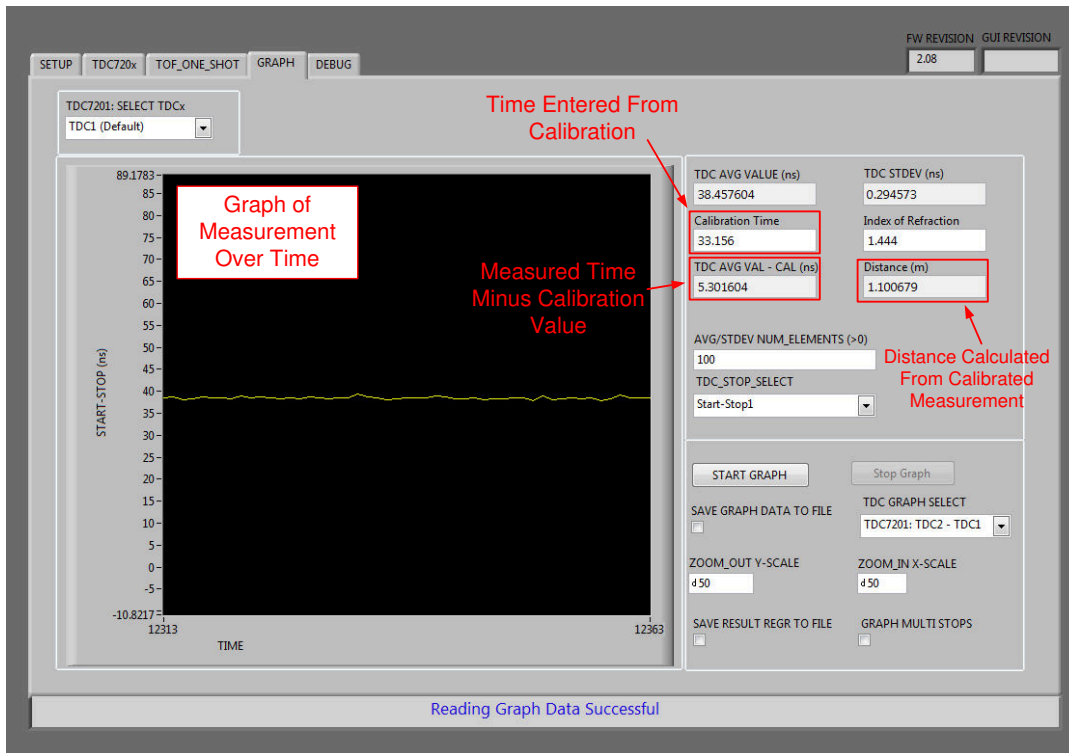 FW REVISION GUI REVISION
2.08
SETUP TDC720x TOF_ONE_SHOT GRAPH DEBUG
TDC7201: SELECT TDCx
TDC1 (Default)
Time Entered From
Calibration
Graph of
Measurement
Over Time
Measured Time
Minus Calibration
Value
89.1783
85
80
75
70
65
60
55
50
45
40
35
30
25
20
15
10
5
0
-5
-10.8217
START-STOP (ns)
12313 12363
TIME
TDC AVG VALUE (ns) TDC STDEV (ns)
38.457604 0.294573
Calibration Time Index of Refraction
33.156 1.444
TDC AVG VAL - CAL (ns) Distance (m)
5.301604 1.100679
AVG/STDEV NUM_ELEMENTS (>0)
100
TDC_STOP_SELECT
Start-Stop1
Distance Calculated
From Calibrated
Measurement
START GRAPH Stop Graph
SAVE GRAPH DATA TO FILE TDC GRAPH SELECT
TDC7201: TDC2 - TDC1
ZOOM_OUT Y-SCALE ZOOM_IN X-SCALE
d 50 d 50
SAVE RESULT REGR TO FILE GRAPH MULTI STOPS
Reading Graph Data Successful